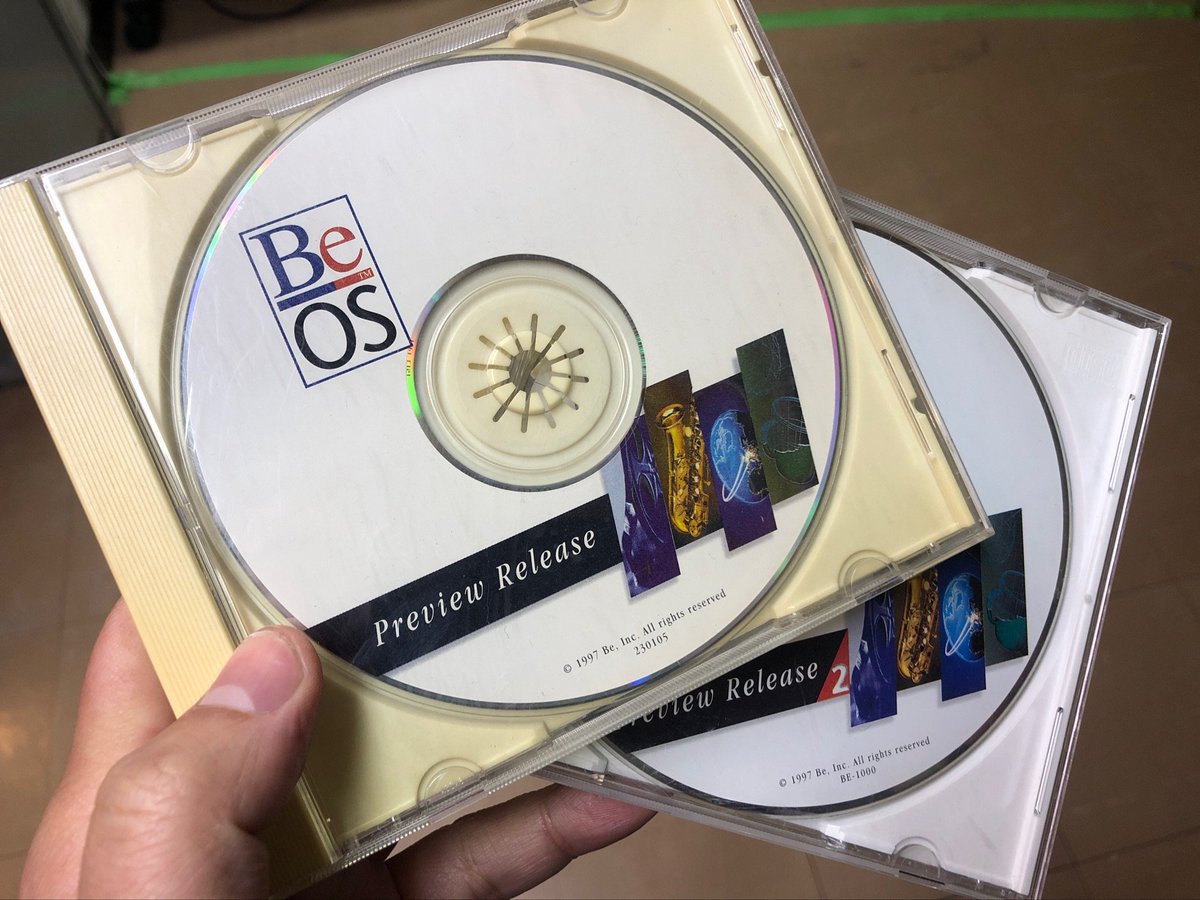 Be
TM
OS
Preview Release
© 1997 Be, Inc. All rights reserved
230105
Preview Release 2
© 1997 Be, Inc. All rights reserved
BE-1000